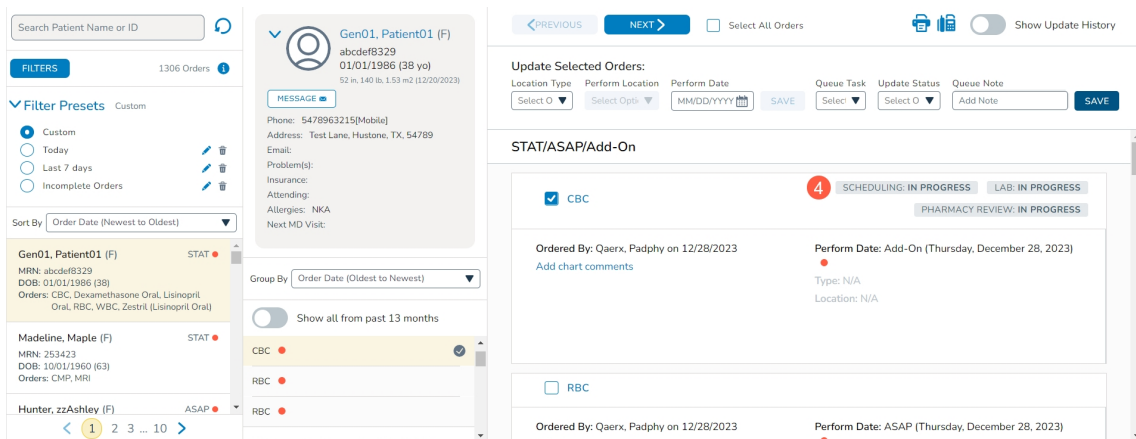 Search Patient Name or ID
FILTERS
1306 Orders
Filter Presets Custom
Custom
Today
Last 7 days
Incomplete Orders
Sort By Order Date (Newest to Oldest)
Gen01, Patient01 (F) STAT
MRN: abcdef8329
DOB: 01/01/1986 (38)
Orders: CBC, Dexamethasone Oral, Lisinopril
Oral, RBC, WBC, Zestril (Lisinopril Oral)
Madeline, Maple (F) STAT
MRN: 253423
DOB: 10/01/1960 (63)
Orders: CMP, MRI
Hunter, zzAshley (F) ASAP
1 2 3 ... 10
Gen01, Patient01 (F)
abcdef8329
01/01/1986 (38 yo)
52 in, 140 lb, 1.53 m2 (12/20/2023)
MESSAGE
Phone: 5478963215[Mobile]
Address: Test Lane, Hustone, TX, 54789
Email:
Problem(s):
Insurance:
Attending:
Allergies: NKA
Next MD Visit:
Group By Order Date (Oldest to Newest)
Show all from past 13 months
CBC
RBC
RBC
PREVIOUS NEXT Select All Orders Show Update History
Update Selected Orders:
Location Type Perform Location Perform Date Queue Task Update Status Queue Note
Select O Select Opti MM/DD/YYYY SAVE Select Select O Add Note SAVE
STAT/ASAP/Add-On
CBC
4 SCHEDULING: IN PROGRESS LAB: IN PROGRESS
PHARMACY REVIEW: IN PROGRESS
Ordered By: Qaerx, Padphy on 12/28/2023
Add chart comments
Perform Date: Add-On (Thursday, December 28, 2023)
Type: N/A
Location: N/A
RBC
Ordered By: Qaerx, Padphy on 12/28/2023
Perform Date: ASAP (Thursday, December 28, 2023)